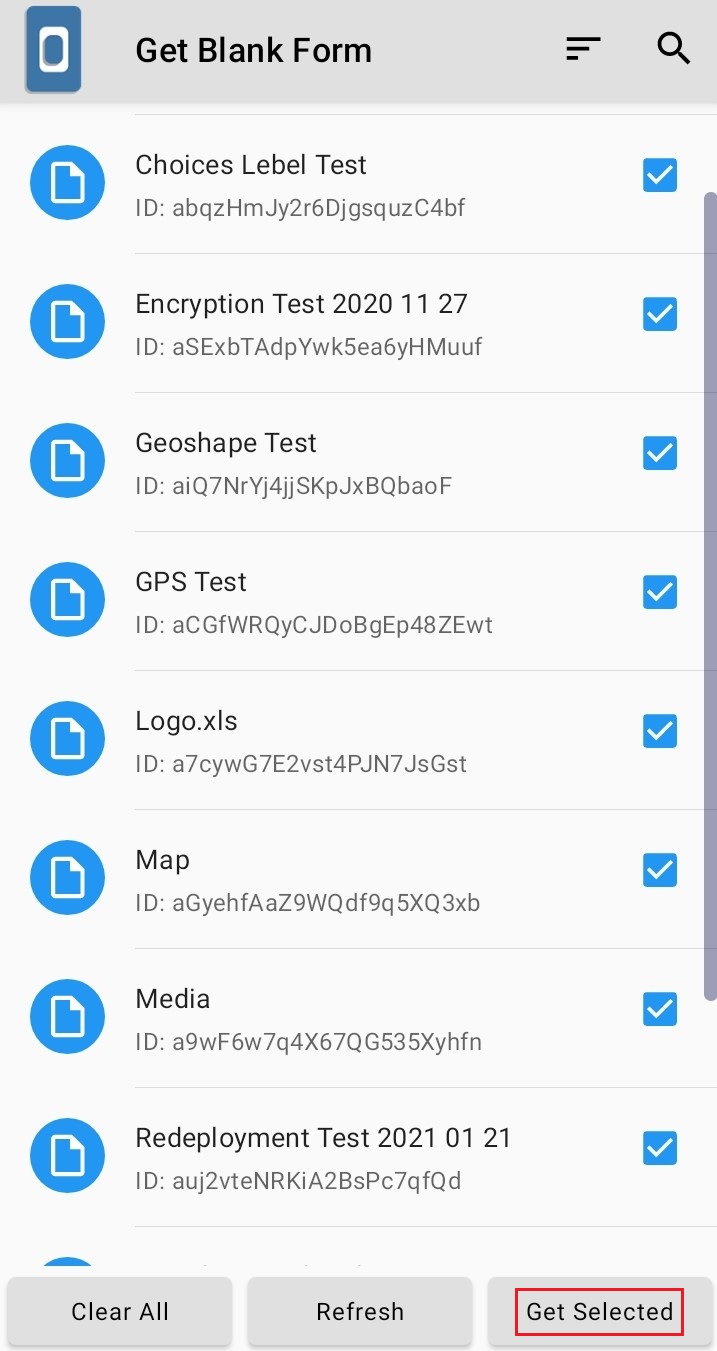 Get Blank Form
Choices Lebel Test
ID: abqzHmJy2r6DjgsquzC4bf
Encryption Test 2020 11 27
ID: aSExbTAdpYwk5ea6yHMuuf
Geoshape Test
ID: aiQ7NrYj4jjSKpJxBQbaoF
GPS Test
ID: aCGfWRQyCJDoBgEp48ZEwt
Logo.xls
ID: a7cywG7E2vst4PJN7JsGst
Map
ID: aGyehfAaZ9WQdf9q5XQ3xb
Media
ID: a9wF6w7q4X67QG535Xyhfn
Redeployment Test 2021 01 21
ID: auj2vteNRKiA2BsPc7qfQd
Clear All
Refresh
Get Selected